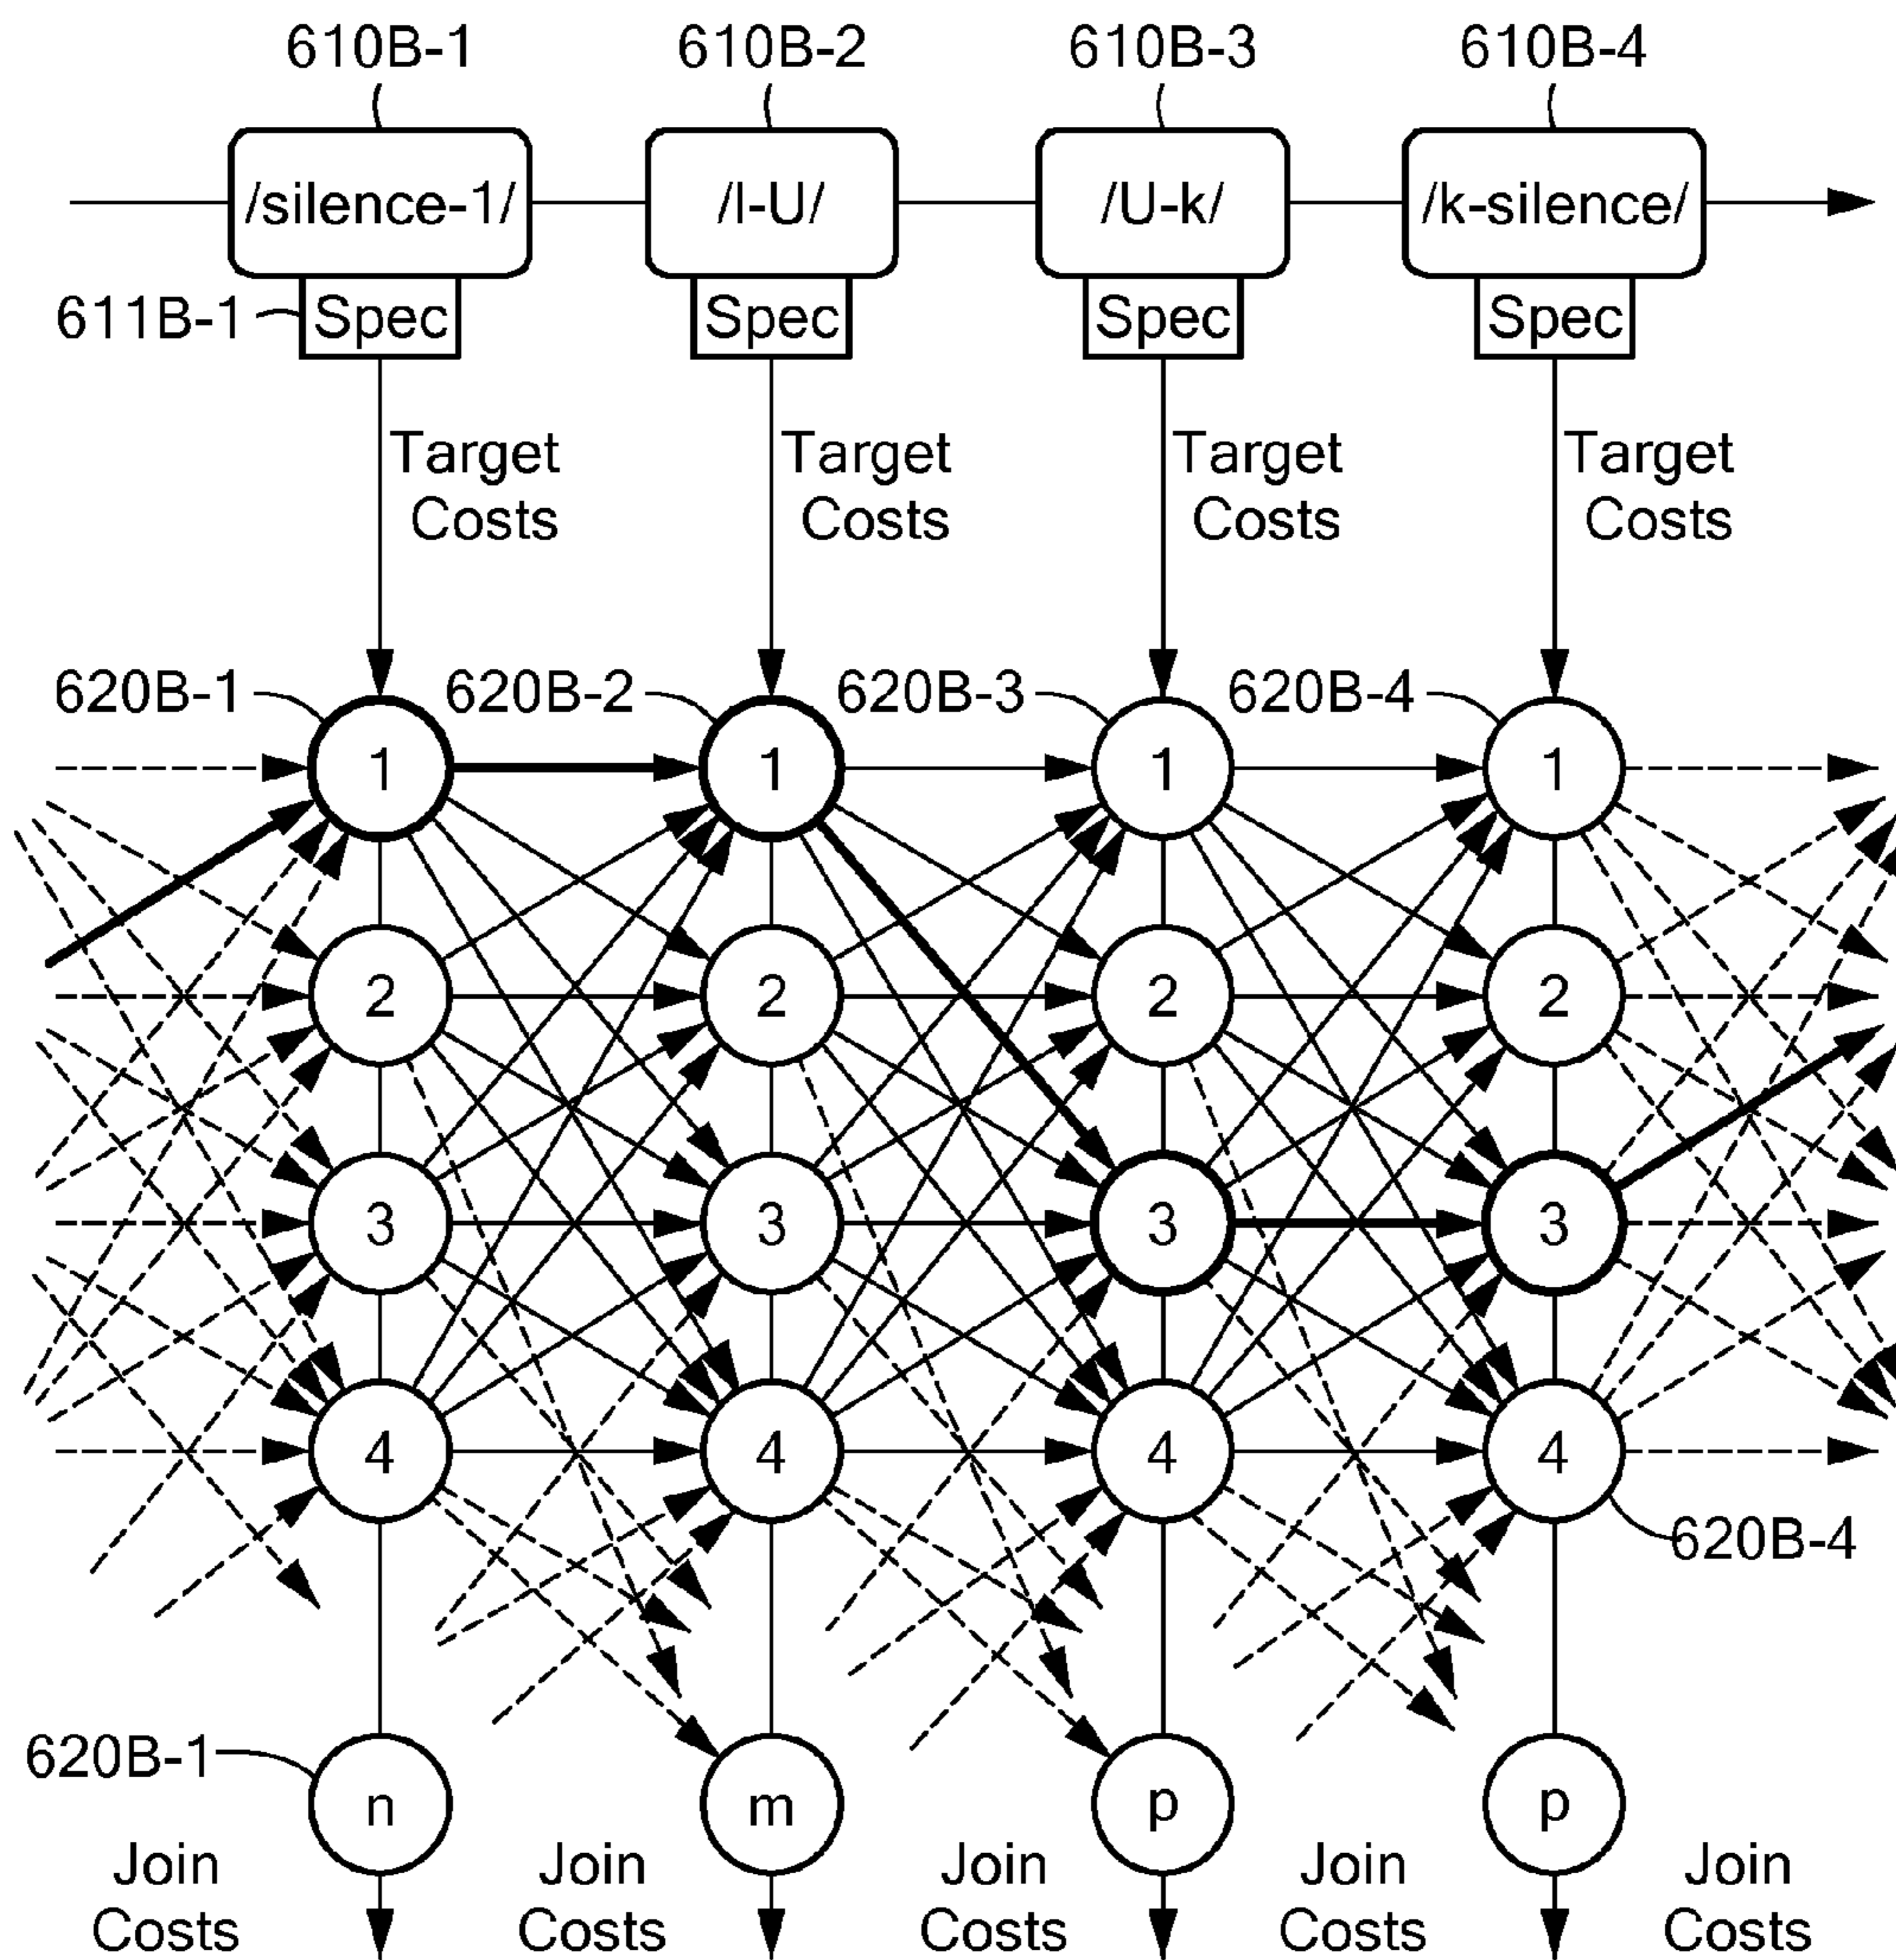 610B-1 610B-2 610B-3 610B-4
/silence-1/ /l-U/ /U-k/ /k-silence/
611B-1 Spec Spec Spec Spec
Target Target Target Target
Costs Costs Costs Costs
620B-1 620B-2 620B-3 620B-4
1 1 1 1
2 2 2 2
3 3 3 3
4 4 4 4
620B-4
620B-1
n m p p
Join Join Join Join Join
Costs Costs Costs Costs Costs